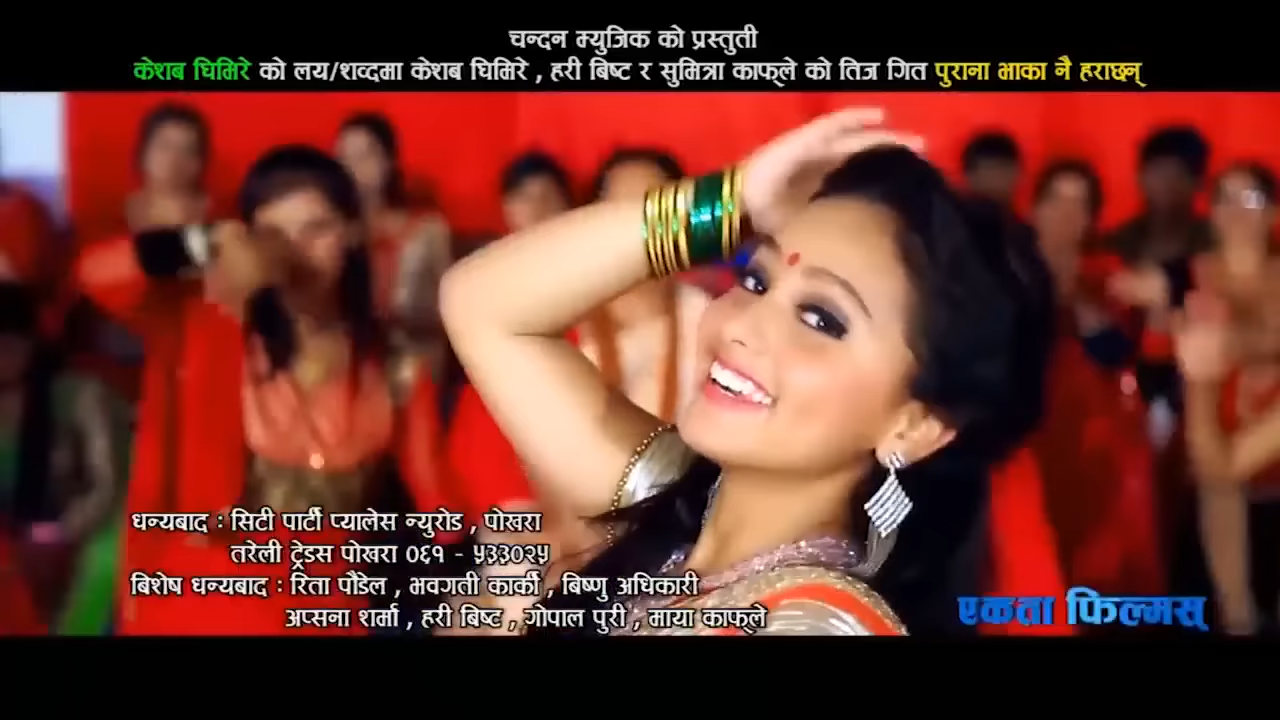 चन्दन म्युजिक को प्रस्तुती
केशब घिमिरे को लय/शव्दमा केशब घिमिरे , हरी बिष्ट र सुमित्रा काफ्ले को तिज गित पुराना भाका नै हराछन्
धन्यबाद : सिटी पार्टी प्यालेस न्युरोड , पोखरा
तरेली ट्रेडस पोखरा ०६१ - ५३३०२५
बिशेष धन्यबाद : रिता पौडेल , भवगती कार्की , बिष्णु अधिकारी
अप्सना शर्मा , हरी बिष्ट , गोपाल पुरी , माया काफ्ले
एकता फिल्मस्